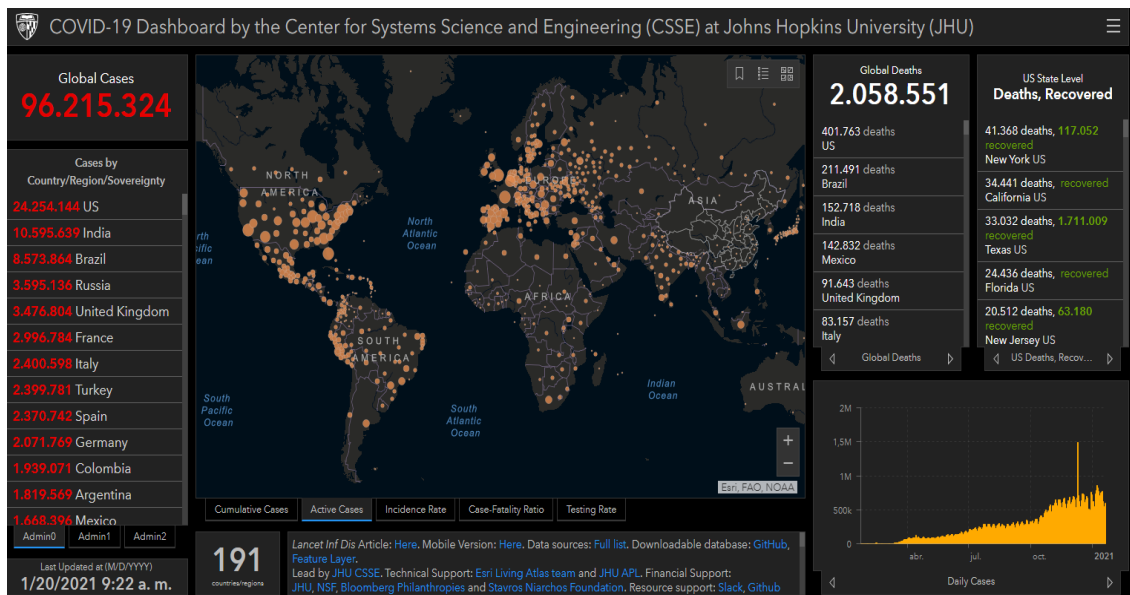 COVID-19 Dashboard by the Center for Systems Science and Engineering (CSSE) at Johns Hopkins University (JHU)
Global Cases
96.215.324
Cases by
Country/Region/Sovereignty
24.254.144 US
10.595.639 India
8.573.864 Brazil
3.595.136 Russia
3.476.804 United Kingdom
2.996.784 France
2.400.598 Italy
2.399.781 Turkey
2.370.742 Spain
2.071.769 Germany
1.939.071 Colombia
1.819.569 Argentina
1.668.396 Mexico
Admin0 Admin1 Admin2
Last Updated at (M/D/YYYY)
1/20/2021 9:22 a. m.
NORTH
AMERICA
EUROPE
ASIA
rth
ific
ean
North
Atlantic
Ocean
AFRICA
SOUTH
AMERICA
Indian
Ocean
AUSTRAL
South
Pacific
Ocean
South
Atlantic
Ocean
+
−
Esri, FAO, NOAA
Cumulative Cases Active Cases Incidence Rate Case-Fatality Ratio Testing Rate
191
countries/regions
Lancet Inf Dis Article: Here. Mobile Version: Here. Data sources: Full list. Downloadable database: GitHub,
Feature Layer.
Lead by JHU CSSE. Technical Support: Esri Living Atlas team and JHU APL. Financial Support:
JHU, NSF, Bloomberg Philanthropies and Stavros Niarchos Foundation. Resource support: Slack, Github
Global Deaths
2.058.551
401.763 deaths
US
211.491 deaths
Brazil
152.718 deaths
India
142.832 deaths
Mexico
91.643 deaths
United Kingdom
83.157 deaths
Italy
Global Deaths
US State Level
Deaths, Recovered
41.368 deaths, 117.052
recovered
New York US
34.441 deaths, recovered
California US
33.032 deaths, 1.711.009
recovered
Texas US
24.436 deaths, recovered
Florida US
20.512 deaths, 63.180
recovered
New Jersey US
US Deaths, Recov...
2M
1,5M
1M
500k
0
abr. jul. oct. 2021
Daily Cases